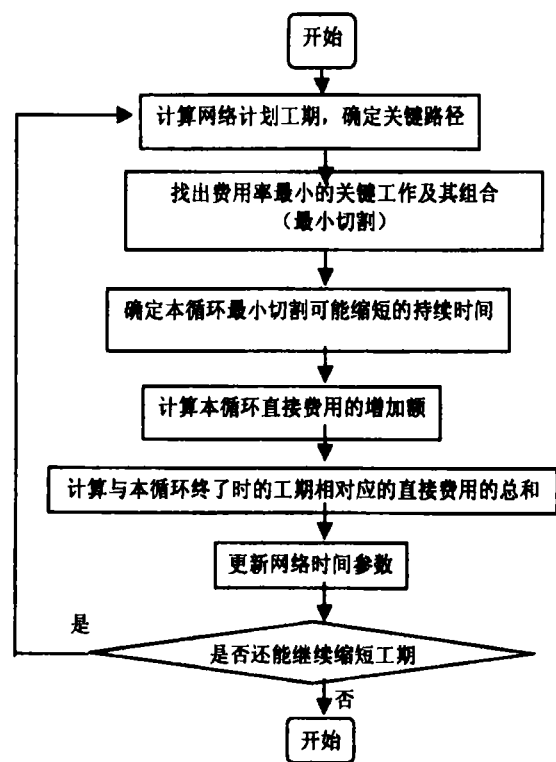 开始
计算网络计划工期，确定关键路径
找出费用率最小的关键工作及其组合
（最小切割）
确定本循环最小切割可能缩短的持续时间
计算本循环直接费用的增加额
计算与本循环终了时的工期相对应的直接费用的总和
更新网络时间参数
是
是否还能继续缩短工期
否
开始